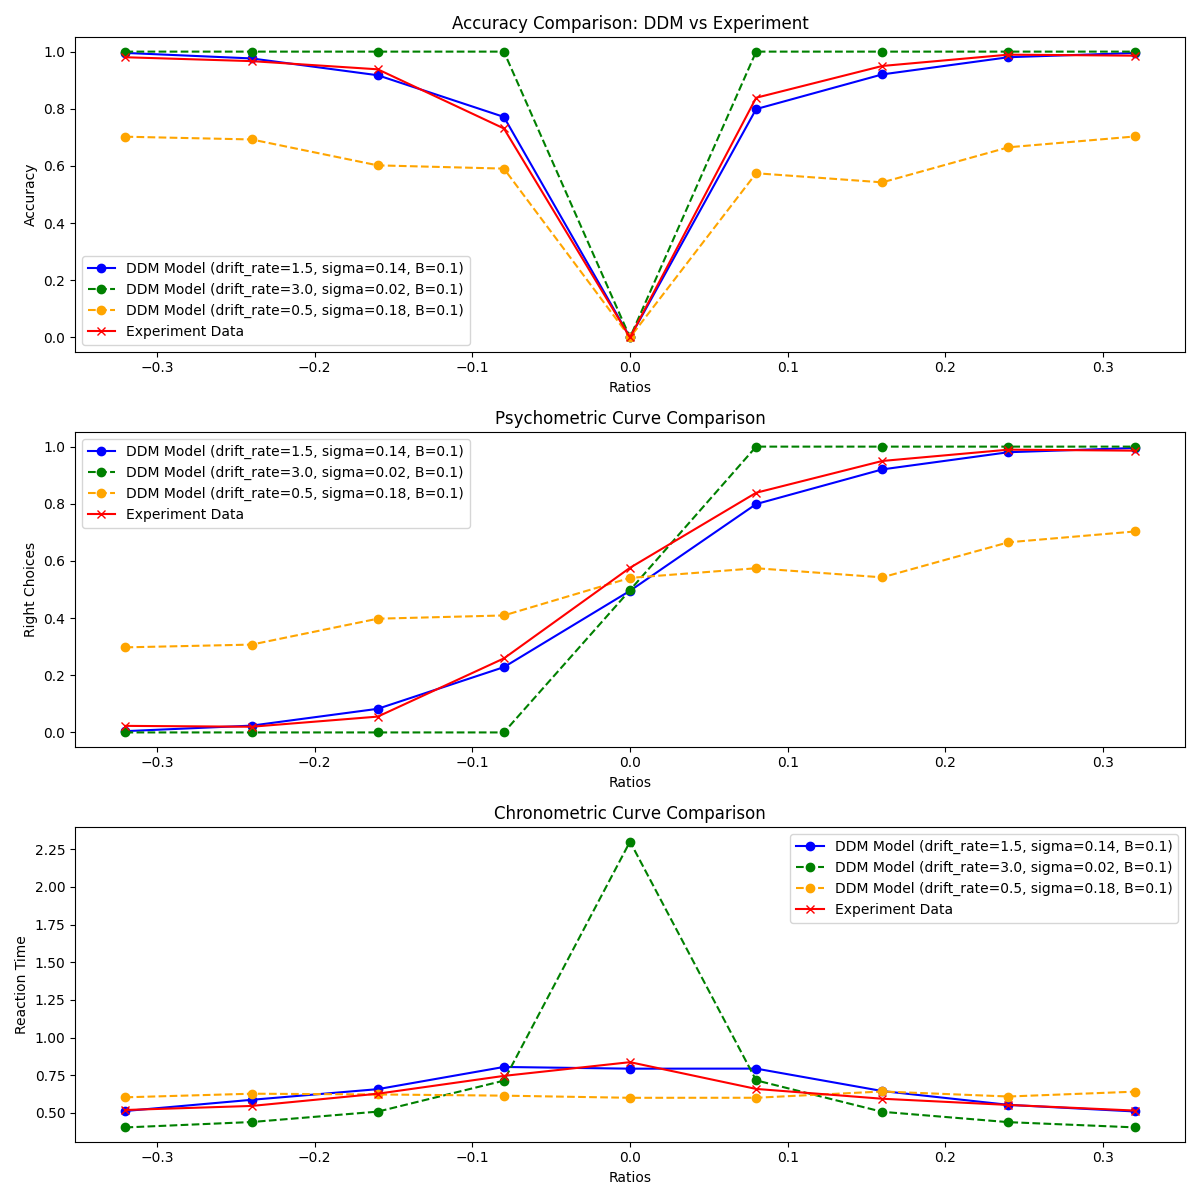 Accuracy Comparison: DDM vs Experiment
1.0
0.8
0.6
0.4
0.2
0.0
Accuracy
DDM Model (drift_rate=1.5, sigma=0.14, B=0.1)
DDM Model (drift_rate=3.0, sigma=0.02, B=0.1)
DDM Model (drift_rate=0.5, sigma=0.18, B=0.1)
Experiment Data
−0.3 −0.2 −0.1 0.0 0.1 0.2 0.3
Ratios
Psychometric Curve Comparison
1.0
0.8
0.6
0.4
0.2
0.0
Right Choices
DDM Model (drift_rate=1.5, sigma=0.14, B=0.1)
DDM Model (drift_rate=3.0, sigma=0.02, B=0.1)
DDM Model (drift_rate=0.5, sigma=0.18, B=0.1)
Experiment Data
−0.3 −0.2 −0.1 0.0 0.1 0.2 0.3
Ratios
Chronometric Curve Comparison
2.25
2.00
1.75
1.50
1.25
1.00
0.75
0.50
Reaction Time
DDM Model (drift_rate=1.5, sigma=0.14, B=0.1)
DDM Model (drift_rate=3.0, sigma=0.02, B=0.1)
DDM Model (drift_rate=0.5, sigma=0.18, B=0.1)
Experiment Data
−0.3 −0.2 −0.1 0.0 0.1 0.2 0.3
Ratios